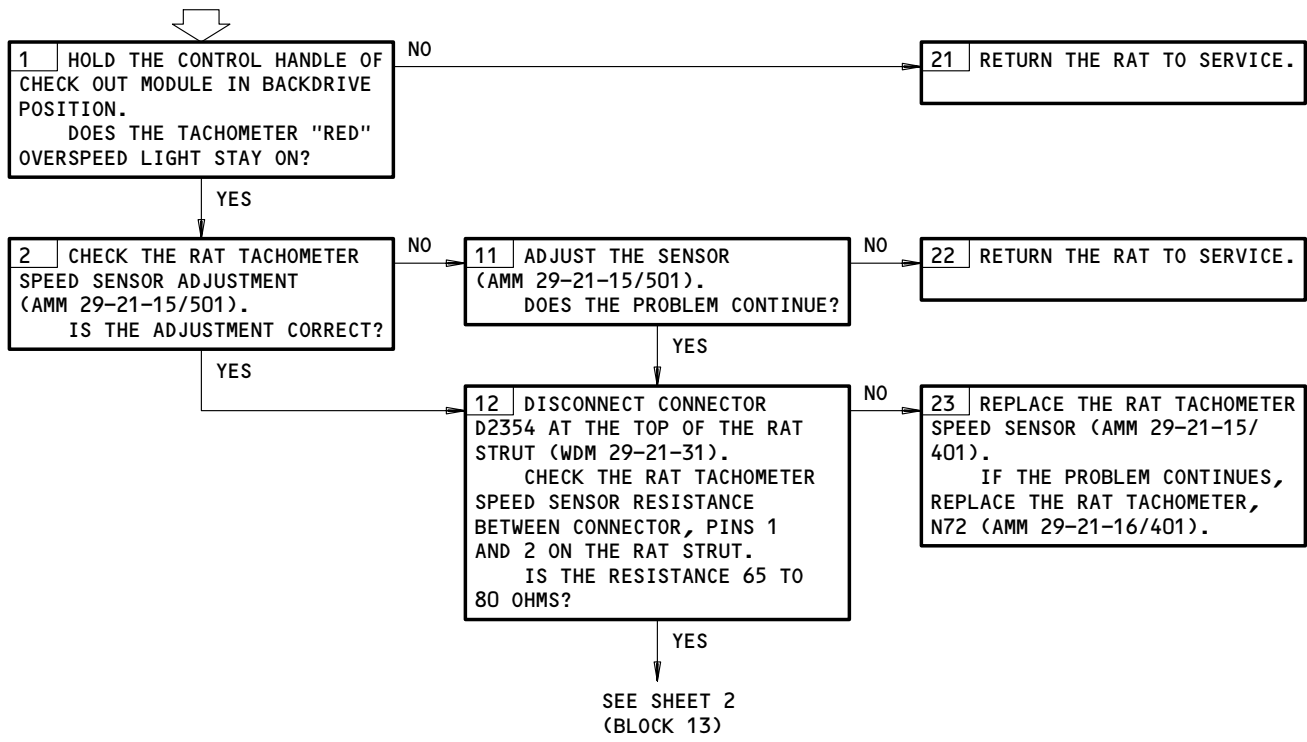 1 HOLD THE CONTROL HANDLE OF
CHECK OUT MODULE IN BACKDRIVE
POSITION.
DOES THE TACHOMETER "RED"
OVERSPEED LIGHT STAY ON?
NO
21 RETURN THE RAT TO SERVICE.
YES
2 CHECK THE RAT TACHOMETER
SPEED SENSOR ADJUSTMENT
(AMM 29-21-15/501).
IS THE ADJUSTMENT CORRECT?
NO
11 ADJUST THE SENSOR
(AMM 29-21-15/501).
DOES THE PROBLEM CONTINUE?
NO
22 RETURN THE RAT TO SERVICE.
YES
YES
12 DISCONNECT CONNECTOR
D2354 AT THE TOP OF THE RAT
STRUT (WDM 29-21-31).
CHECK THE RAT TACHOMETER
SPEED SENSOR RESISTANCE
BETWEEN CONNECTOR, PINS 1
AND 2 ON THE RAT STRUT.
IS THE RESISTANCE 65 TO
80 OHMS?
NO
23 REPLACE THE RAT TACHOMETER
SPEED SENSOR (AMM 29-21-15/
401).
IF THE PROBLEM CONTINUES,
REPLACE THE RAT TACHOMETER,
N72 (AMM 29-21-16/401).
YES
SEE SHEET 2
(BLOCK 13)